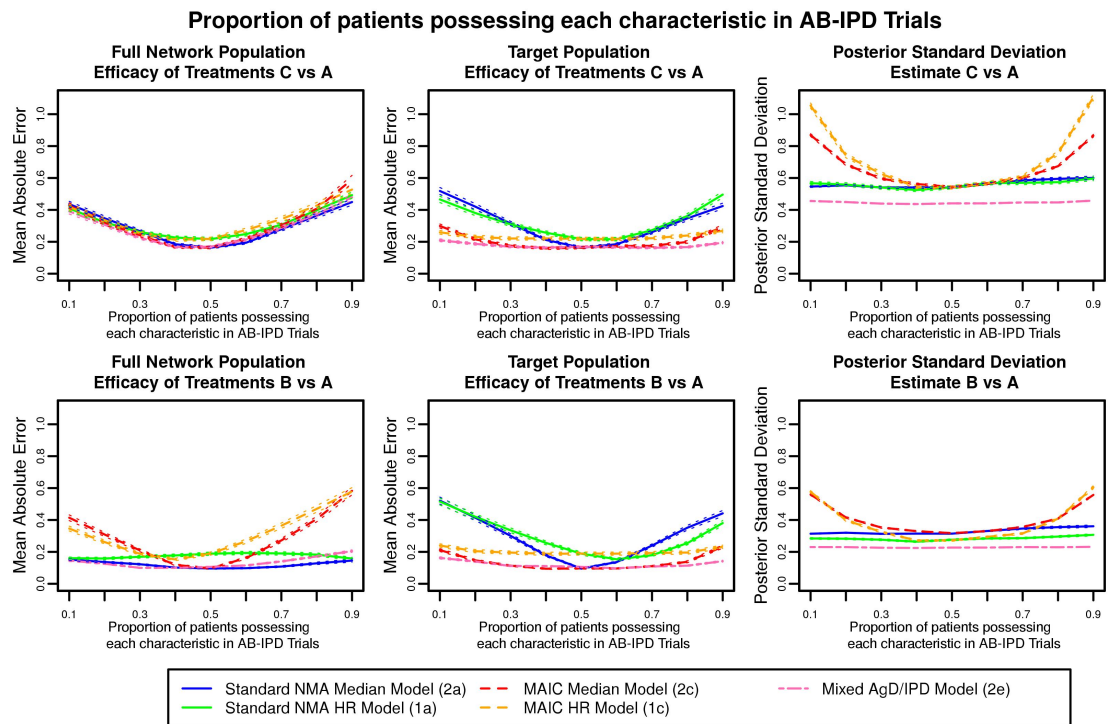 Proportion of patients possessing each characteristic in AB-IPD Trials
Full Network Population
Efficacy of Treatments C vs A
Mean Absolute Error
0.0 0.2 0.4 0.6 0.8 1.0
0.1 0.3 0.5 0.7 0.9
Proportion of patients possessing
each characteristic in AB-IPD Trials
Target Population
Efficacy of Treatments C vs A
Mean Absolute Error
0.0 0.2 0.4 0.6 0.8 1.0
0.1 0.3 0.5 0.7 0.9
Proportion of patients possessing
each characteristic in AB-IPD Trials
Posterior Standard Deviation
Estimate C vs A
Posterior Standard Deviation
0.0 0.2 0.4 0.6 0.8 1.0
0.1 0.3 0.5 0.7 0.9
Proportion of patients possessing
each characteristic in AB-IPD Trials
Full Network Population
Efficacy of Treatments B vs A
Mean Absolute Error
0.0 0.2 0.4 0.6 0.8 1.0
0.1 0.3 0.5 0.7 0.9
Proportion of patients possessing
each characteristic in AB-IPD Trials
Target Population
Efficacy of Treatments B vs A
Mean Absolute Error
0.0 0.2 0.4 0.6 0.8 1.0
0.1 0.3 0.5 0.7 0.9
Proportion of patients possessing
each characteristic in AB-IPD Trials
Posterior Standard Deviation
Estimate B vs A
Posterior Standard Deviation
0.0 0.2 0.4 0.6 0.8 1.0
0.1 0.3 0.5 0.7 0.9
Proportion of patients possessing
each characteristic in AB-IPD Trials
Standard NMA Median Model (2a) MAIC Median Model (2c) Mixed AgD/IPD Model (2e)
Standard NMA HR Model (1a) MAIC HR Model (1c)